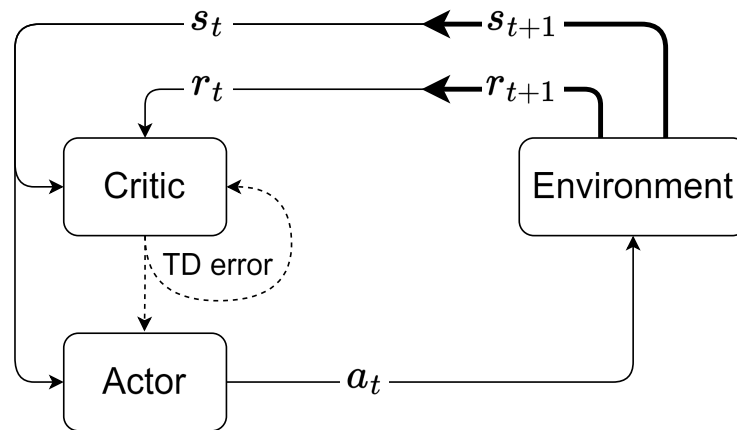 s_t s_{t+1}
r_t r_{t+1}
Critic Environment
TD error
Actor a_t